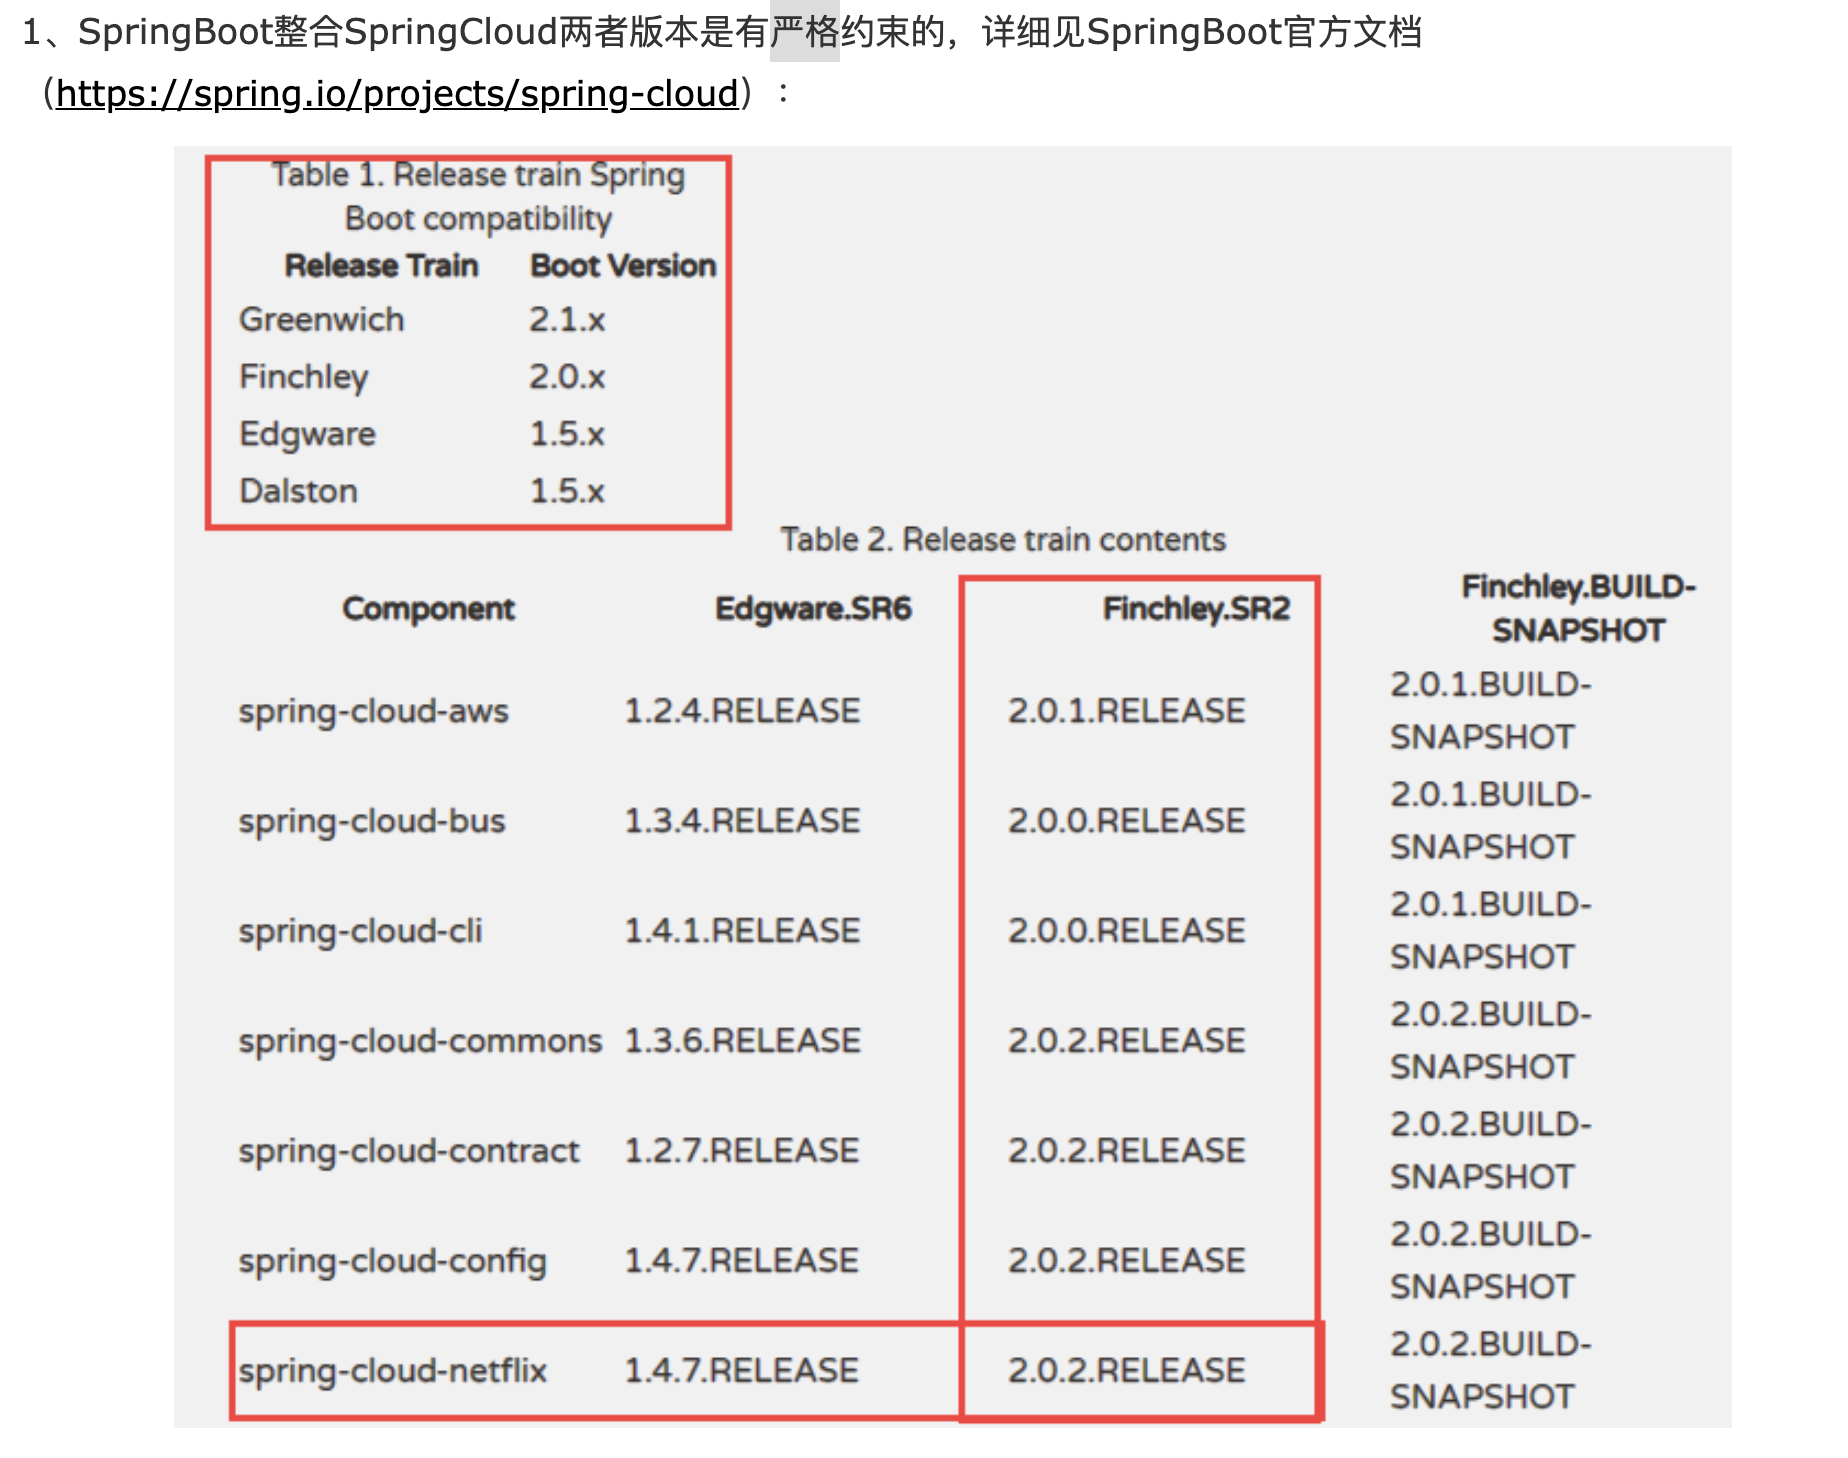 1、SpringBoot整合SpringCloud两者版本是有严格约束的，详细见SpringBoot官方文档
（https://spring.io/projects/spring-cloud）：
Table 1. Release train Spring
Boot compatibility
Release Train Boot Version
Greenwich 2.1.x
Finchley 2.0.x
Edgware 1.5.x
Dalston 1.5.x
Table 2. Release train contents
Component Edgware.SR6 Finchley.SR2 Finchley.BUILD-
SNAPSHOT
spring-cloud-aws 1.2.4.RELEASE 2.0.1.RELEASE 2.0.1.BUILD-
SNAPSHOT
spring-cloud-bus 1.3.4.RELEASE 2.0.0.RELEASE 2.0.1.BUILD-
SNAPSHOT
spring-cloud-cli 1.4.1.RELEASE 2.0.0.RELEASE 2.0.1.BUILD-
SNAPSHOT
spring-cloud-commons 1.3.6.RELEASE 2.0.2.RELEASE 2.0.2.BUILD-
SNAPSHOT
spring-cloud-contract 1.2.7.RELEASE 2.0.2.RELEASE 2.0.2.BUILD-
SNAPSHOT
spring-cloud-config 1.4.7.RELEASE 2.0.2.RELEASE 2.0.2.BUILD-
SNAPSHOT
spring-cloud-netflix 1.4.7.RELEASE 2.0.2.RELEASE 2.0.2.BUILD-
SNAPSHOT